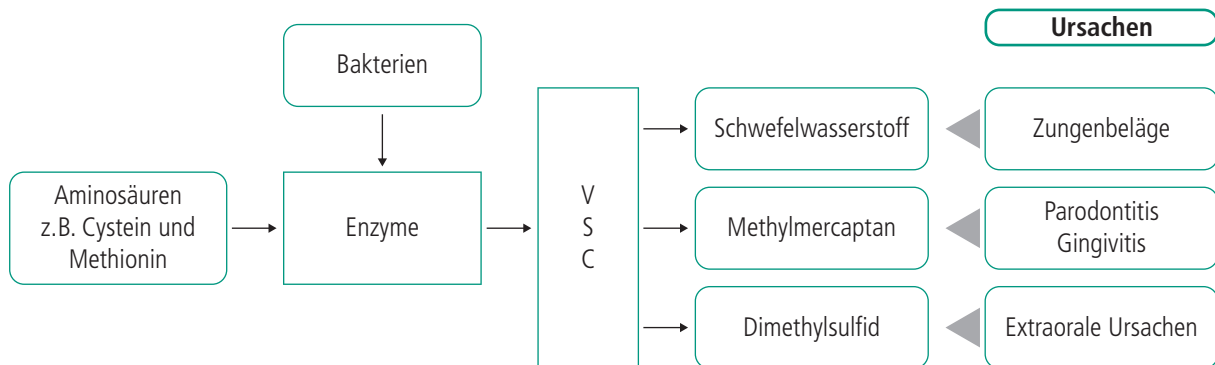 Ursachen
Bakterien
Schwefelwasserstoff
Zungenbeläge
Aminosäuren
z.B. Cystein und
Methionin
Enzyme
V
S
C
Methylmercaptan
Parodontitis
Gingivitis
Dimethylsulfid
Extraorale Ursachen